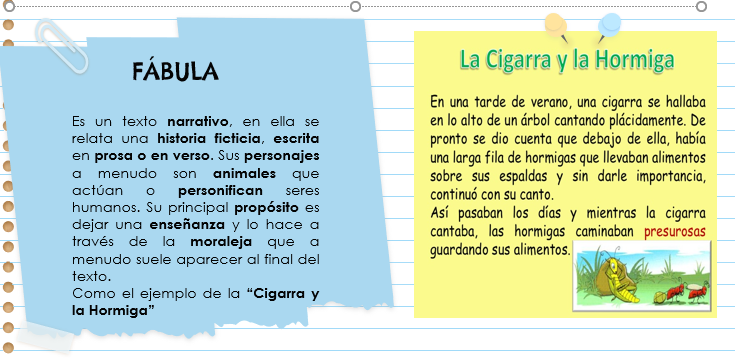 FÁBULA
Es un texto narrativo, en ella se
relata una historia ficticia, escrita
en prosa o en verso. Sus personajes
a menudo son animales que
actúan o personifican seres
humanos. Su principal propósito es
dejar una enseñanza y lo hace a
través de la moraleja que a
menudo suele aparecer al final del
texto.
Como el ejemplo de la “Cigarra y
la Hormiga”
La Cigarra y la Hormiga
En una tarde de verano, una cigarra se hallaba
en lo alto de un árbol cantando plácidamente. De
pronto se dio cuenta que debajo de ella, había
una larga fila de hormigas que llevaban alimentos
sobre sus espaldas y sin darle importancia,
continuó con su canto.
Así pasaban los días y mientras la cigarra
cantaba, las hormigas caminaban presurosas
guardando sus alimentos.